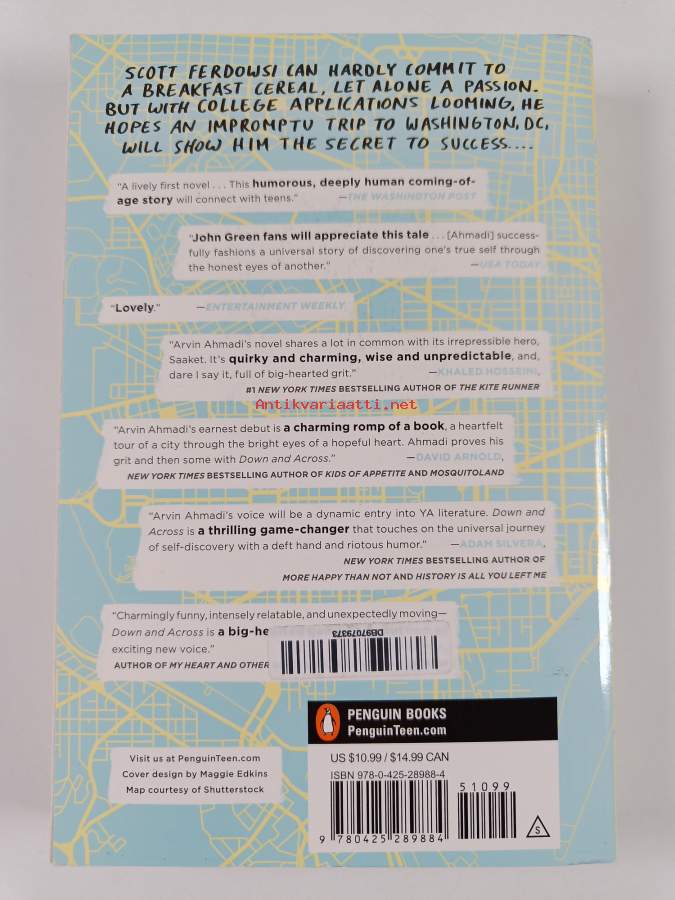 SCOTT FERDOWSI CAN HARDLY COMMIT TO
A BREAKFAST CEREAL, LET ALONE A PASSION.
BUT WITH COLLEGE APPLICATIONS LOOMING, HE
HOPES AN IMPROMPTU TRIP TO WASHINGTON, DC,
WILL SHOW HIM THE SECRET TO SUCCESS....
“A lively first novel . . . This humorous, deeply human coming-of-
age story will connect with teens.” —THE WASHINGTON POST
“John Green fans will appreciate this tale . . . [Ahmadi] success-
fully fashions a universal story of discovering one’s true self through
the honest eyes of another.” —USA TODAY
“Lovely.” —ENTERTAINMENT WEEKLY
“Arvin Ahmadi’s novel shares a lot in common with its irrepressible hero,
Saaket. It’s quirky and charming, wise and unpredictable, and,
dare I say it, full of big-hearted grit.” —KHALED HOSSEINI,
#1 NEW YORK TIMES BESTSELLING AUTHOR OF THE KITE RUNNER
Antikvariaatti.net
“Arvin Ahmadi’s earnest debut is a charming romp of a book, a heartfelt
tour of a city through the bright eyes of a hopeful heart. Ahmadi proves his
grit and then some with Down and Across.” —DAVID ARNOLD,
NEW YORK TIMES BESTSELLING AUTHOR OF KIDS OF APPETITE AND MOSQUITOLAND
“Arvin Ahmadi’s voice will be a dynamic entry into YA literature. Down and
Across is a thrilling game-changer that touches on the universal journey
of self-discovery with a deft hand and riotous humor.” —ADAM SILVERA,
NEW YORK TIMES BESTSELLING AUTHOR OF
MORE HAPPY THAN NOT AND HISTORY IS ALL YOU LEFT ME
“Charmingly funny, intensely relatable, and unexpectedly moving—
Down and Across is a big-he
exciting new voice.”
AUTHOR OF MY HEART AND OTHER
DB97079373
PENGUIN BOOKS
PenguinTeen.com
US $10.99 / $14.99 CAN
ISBN 978-0-425-28988-4
51099
9 780425 289884
S
Visit us at PenguinTeen.com
Cover design by Maggie Edkins
Map courtesy of Shutterstock